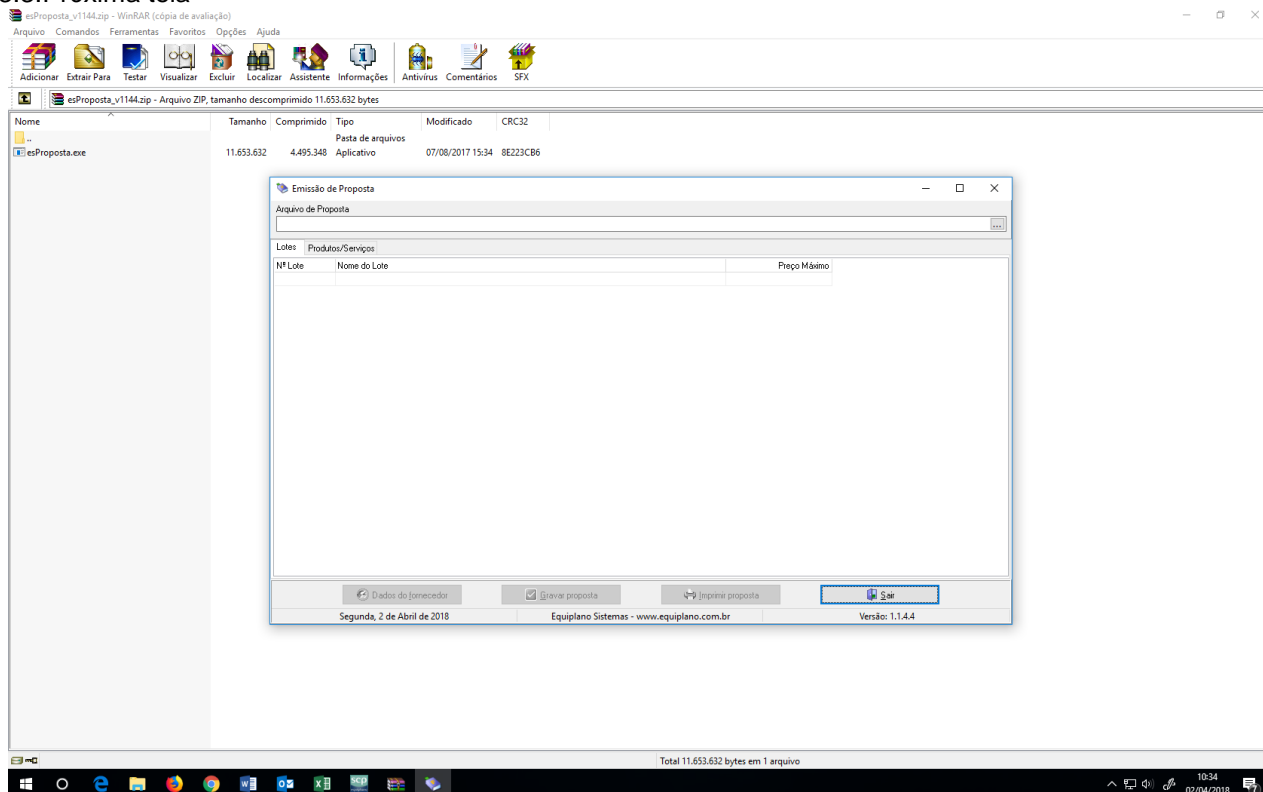 esProposta_v1144.zip - WinRAR (cópia de avaliação)
Arquivo Comandos Ferramentas Favoritos Opções Ajuda
Adicionar Extrair Para Testar Visualizar Excluir Localizar Assistente Informações Antivírus Comentários SFX
esProposta_v1144.zip - Arquivo ZIP, tamanho descomprimido 11.653.632 bytes
Nome Tamanho Comprimido Tipo Modificado CRC32
.. Pasta de arquivos
esProposta.exe 11.653.632 4.495.348 Aplicativo 07/08/2017 15:34 8E223CB6
Emissão de Proposta
Arquivo de Proposta
...
Lotes Produtos/Serviços
Nº Lote Nome do Lote Preço Máximo
Dados do fornecedor Gravar proposta Imprimir proposta Sair
Segunda, 2 de Abril de 2018 Equiplano Sistemas - www.equiplano.com.br Versão: 1.1.4.4
Total 11.653.632 bytes em 1 arquivo
10:34
02/04/2018